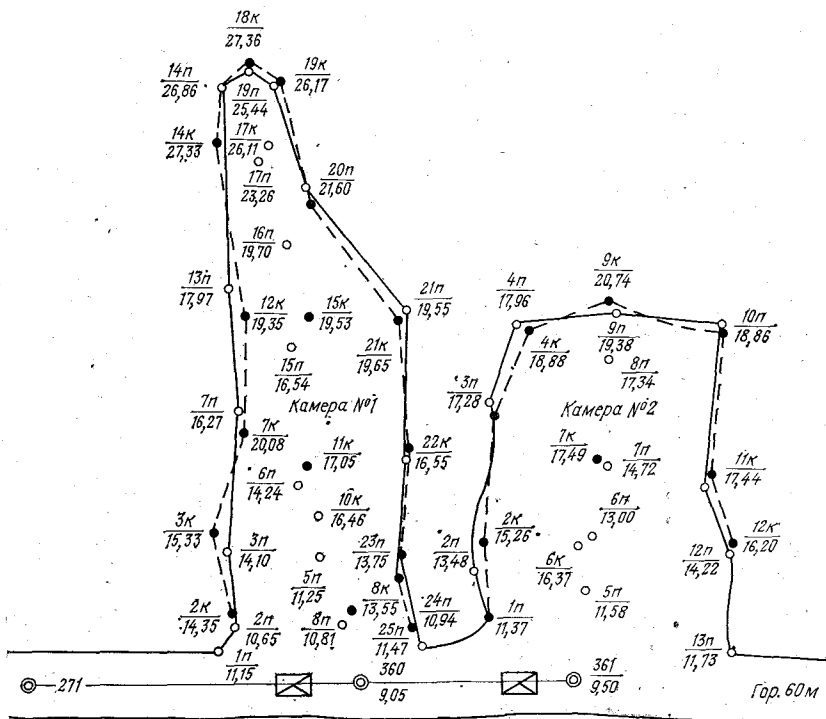 18к
27,36
14п
26,86
19п
25,44
19к
26,17
14к
27,33
17к
26,11
17п
23,26
20п
21,60
16п
19,70
13п
17,97
12к
19,35
15к
19,53
21п
19,55
21к
19,65
15п
16,54
Камера №1
7п
16,27
7к
20,08
11к
17,05
22к
16,55
6п
14,24
10к
16,46
3к
15,33
3п
14,10
5п
11,25
23п
13,75
8к
13,55
2к
14,35
2п
10,65
8п
10,81
24п
10,94
25п
11,47
1п
11,15
4п
17,96
9к
20,74
9п
19,38
10п
18,86
4к
18,88
8п
17,34
3п
17,28
Камера №2
7к
17,49
7п
14,72
11к
17,44
6п
13,00
2к
15,26
6к
16,37
12к
16,20
2п
13,48
12п
14,22
5п
11,58
1п
11,37
13п
11,73
271
360
9,05
361
9,50
Гор. 60м